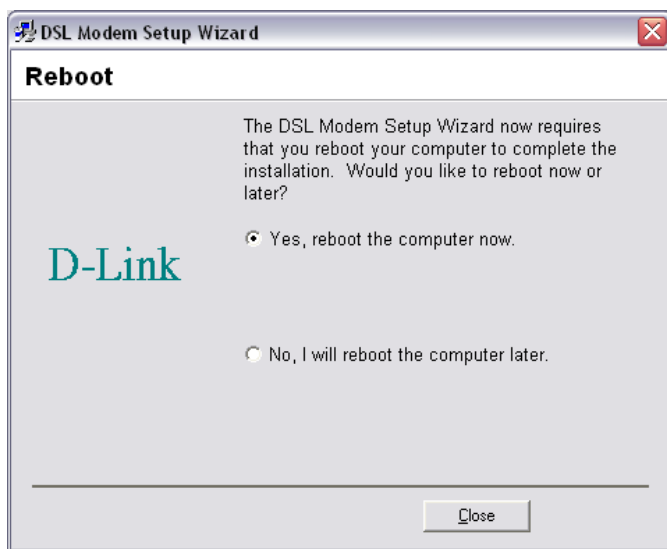 DSL Modem Setup Wizard
Reboot
The DSL Modem Setup Wizard now requires
that you reboot your computer to complete the
installation. Would you like to reboot now or
later?
Yes, reboot the computer now.
D-Link
No, I will reboot the computer later.
Close